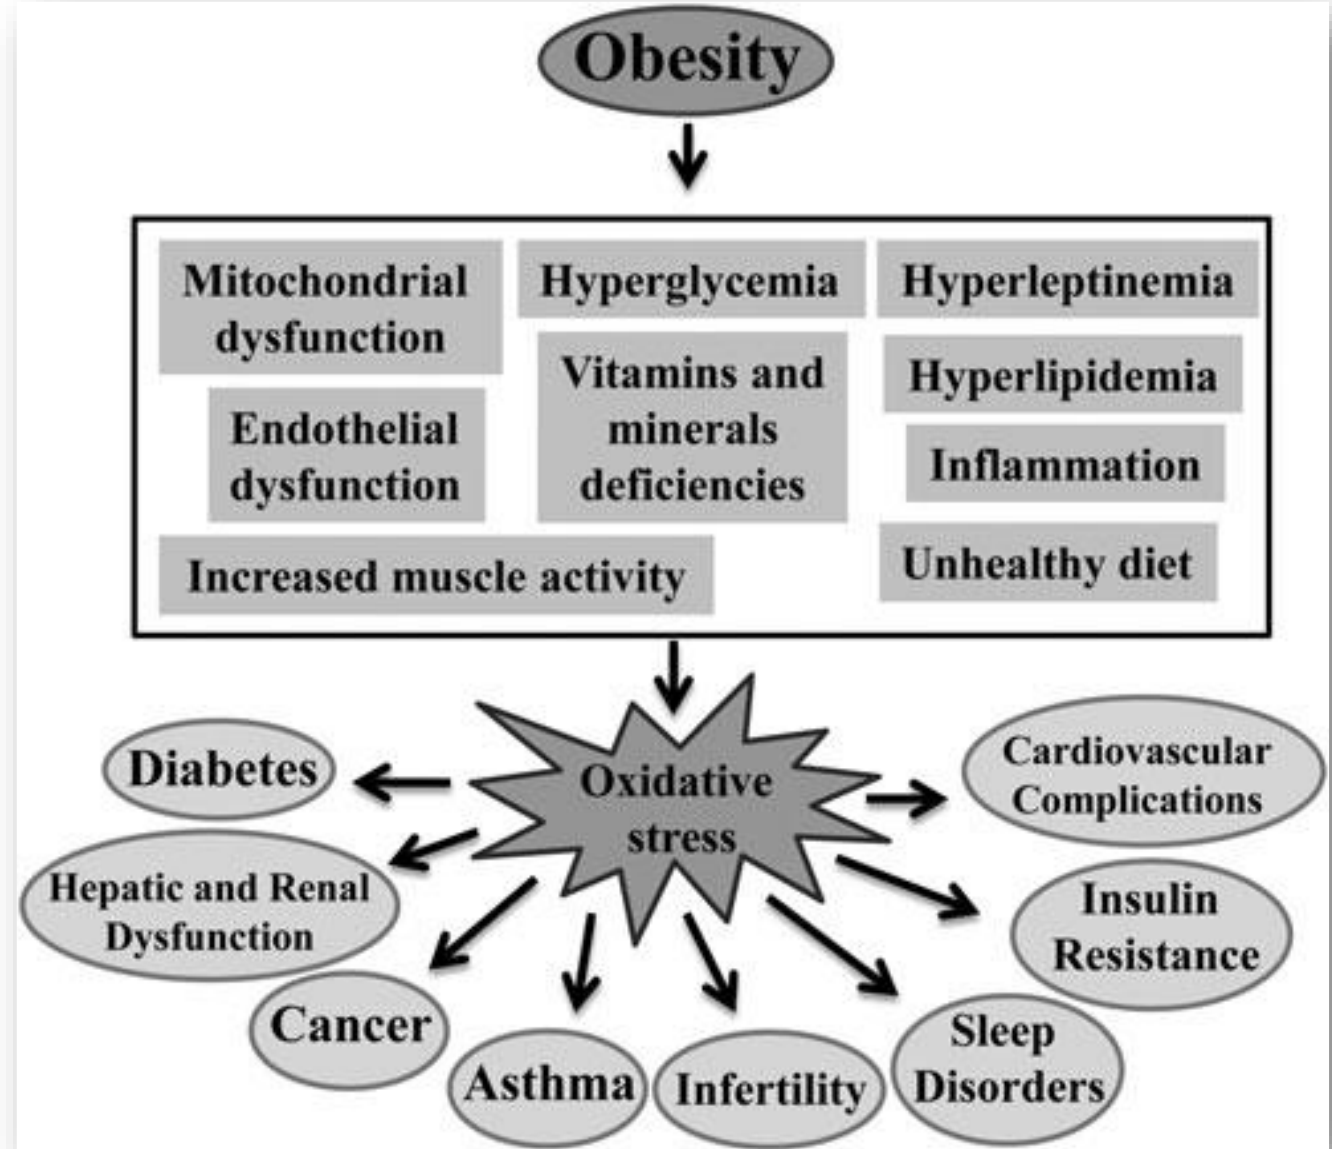 Obesity
Mitochondrial
dysfunction
Hyperglycemia
Hyperleptinemia
Endothelial
dysfunction
Vitamins and
minerals
deficiencies
Hyperlipidemia
Inflammation
Increased muscle activity
Unhealthy diet
Oxidative
stress
Diabetes
Hepatic and Renal
Dysfunction
Cancer
Asthma
Infertility
Sleep
Disorders
Insulin
Resistance
Cardiovascular
Complications